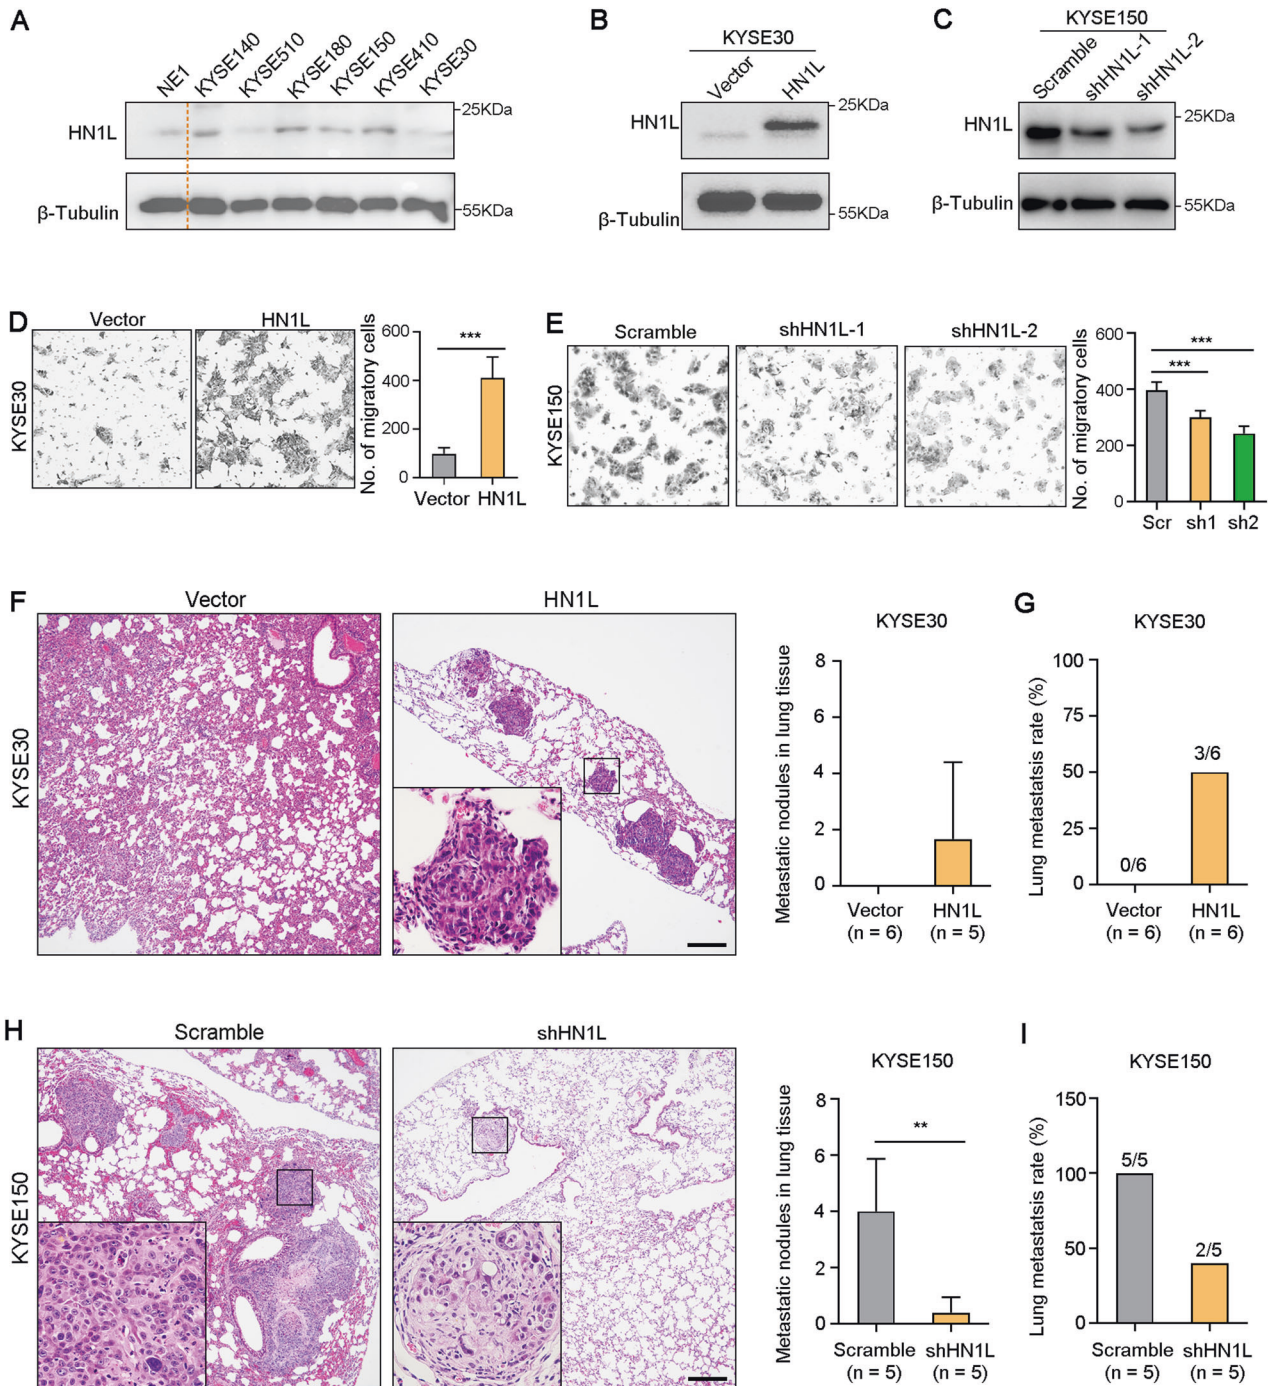 A
NE1
KYSE140
KYSE510
KYSE180
KYSE150
KYSE410
KYSE30
HN1L
25KDa
β-Tubulin
55KDa
B
KYSE30
Vector
HN1L
HN1L
25KDa
β-Tubulin
55KDa
C
KYSE150
Scramble
shHN1L-1
shHN1L-2
HN1L
25KDa
β-Tubulin
55KDa
D
Vector
HN1L
KYSE30
No. of migratory cells
600
400
200
0
***
Vector HN1L
E
Scramble
shHN1L-1
shHN1L-2
KYSE150
No. of migratory cells
600
400
200
0
***
***
Scr sh1 sh2
F
Vector
HN1L
KYSE30
KYSE30
Metastatic nodules in lung tissue
8
6
4
2
0
Vector HN1L
(n = 6) (n = 5)
G
KYSE30
Lung metastatsis rate (%)
100
75
50
25
0
0/6
3/6
Vector HN1L
(n = 6) (n = 6)
H
Scramble
shHN1L
KYSE150
KYSE150
Metastatic nodules in lung tissue
8
6
4
2
0
**
Scramble shHN1L
(n = 5) (n = 5)
I
KYSE150
Lung metastatsis rate (%)
150
100
50
0
5/5
2/5
Scramble shHN1L
(n = 5) (n = 5)